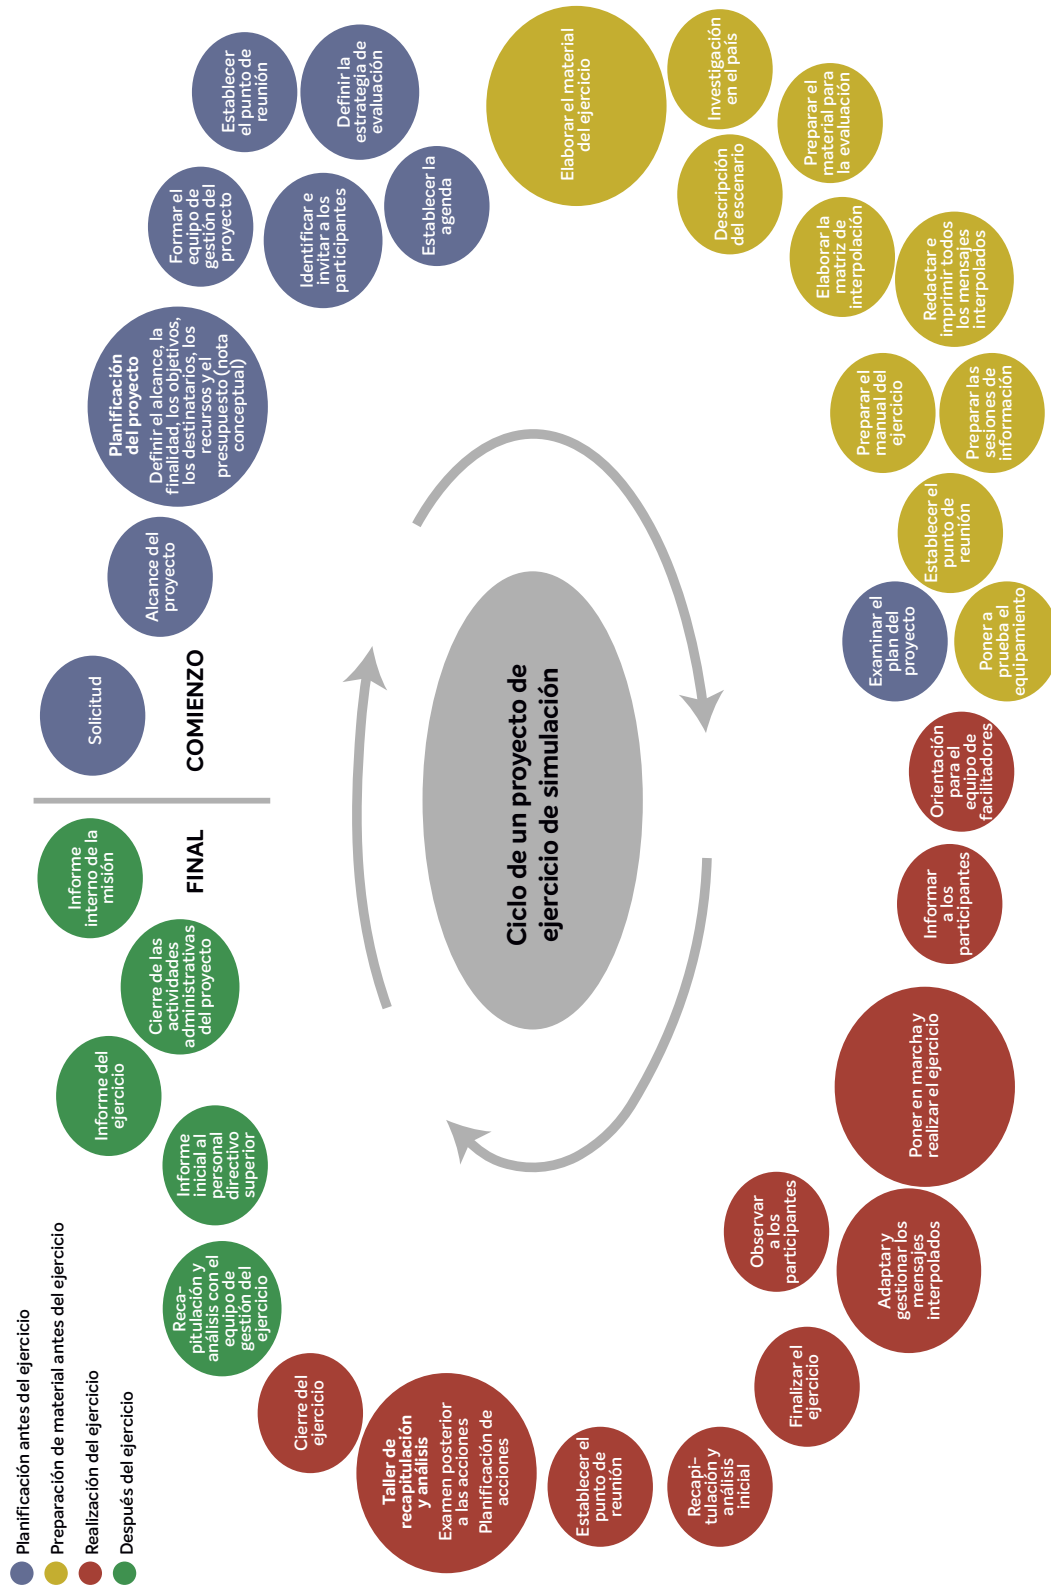 Planificación antes del ejercicio
Preparación de material antes del ejercicio
Realización del ejercicio
Después del ejercicio
Ciclo de un proyecto de
ejercicio de simulación
COMIENZO
Solicitud
Alcance del
proyecto
Planificación
del proyecto
Definir el alcance, la
finalidad, los objetivos,
los destinatarios, los
recursos y el
presupuesto (nota
conceptual)
Formar el
equipo de
gestión del
proyecto
Establecer
el punto de
reunión
Identificar e
invitar a los
participantes
Definir la
estrategia de
evaluación
Establecer la
agenda
Elaborar el material
del ejercicio
Investigación
en el país
Descripción
del escenario
Preparar el
material para
la evaluación
Elaborar la
matriz de
interpolación
Redactar e
imprimir todos
los mensajes
interpolados
Preparar el
manual del
ejercicio
Preparar las
sesiones de
información
Establecer el
punto de
reunión
Examinar el
plan del
proyecto
Poner a
prueba el
equipamiento
Orientación
para el
equipo de
facilitadores
Informar
a los
participantes
Poner en marcha y
realizar el ejercicio
Observar
a los
participantes
Adaptar y
gestionar los
mensajes
interpolados
Finalizar el
ejercicio
Recapi-
tulación y
análisis
inicial
Establecer el
punto de
reunión
Taller de
recapitulación
y análisis
Examen posterior
a las acciones
Planificación de
acciones
Cierre del
ejercicio
Reca-
pitulación y
análisis con el
equipo de
gestión del
ejercicio
Informe
inicial al
personal
directivo
superior
Informe del
ejercicio
Cierre de las
actividades
administrativas
del proyecto
Informe
interno de la
misión
FINAL